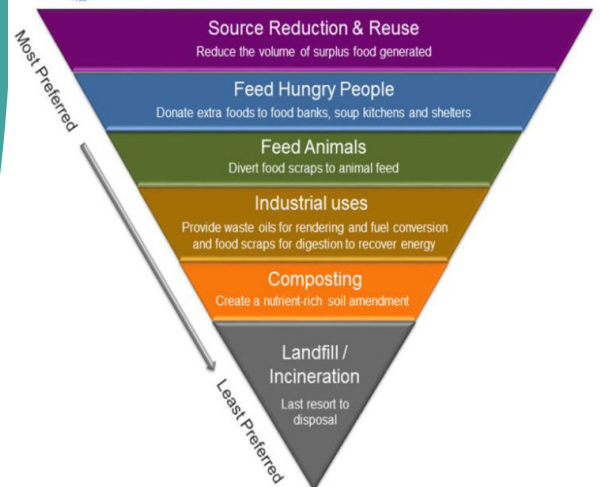 Most Preferred
Source Reduction & Reuse
Reduce the volume of surplus food generated
Feed Hungry People
Donate extra foods to food banks, soup kitchens and shelters
Feed Animals
Divert food scraps to animal feed
Industrial uses
Provide waste oils for rendering and fuel conversion
and food scraps for digestion to recover energy
Composting
Create a nutrient-rich soil amendment
Landfill /
Incineration
Last resort to
disposal
Least Preferred